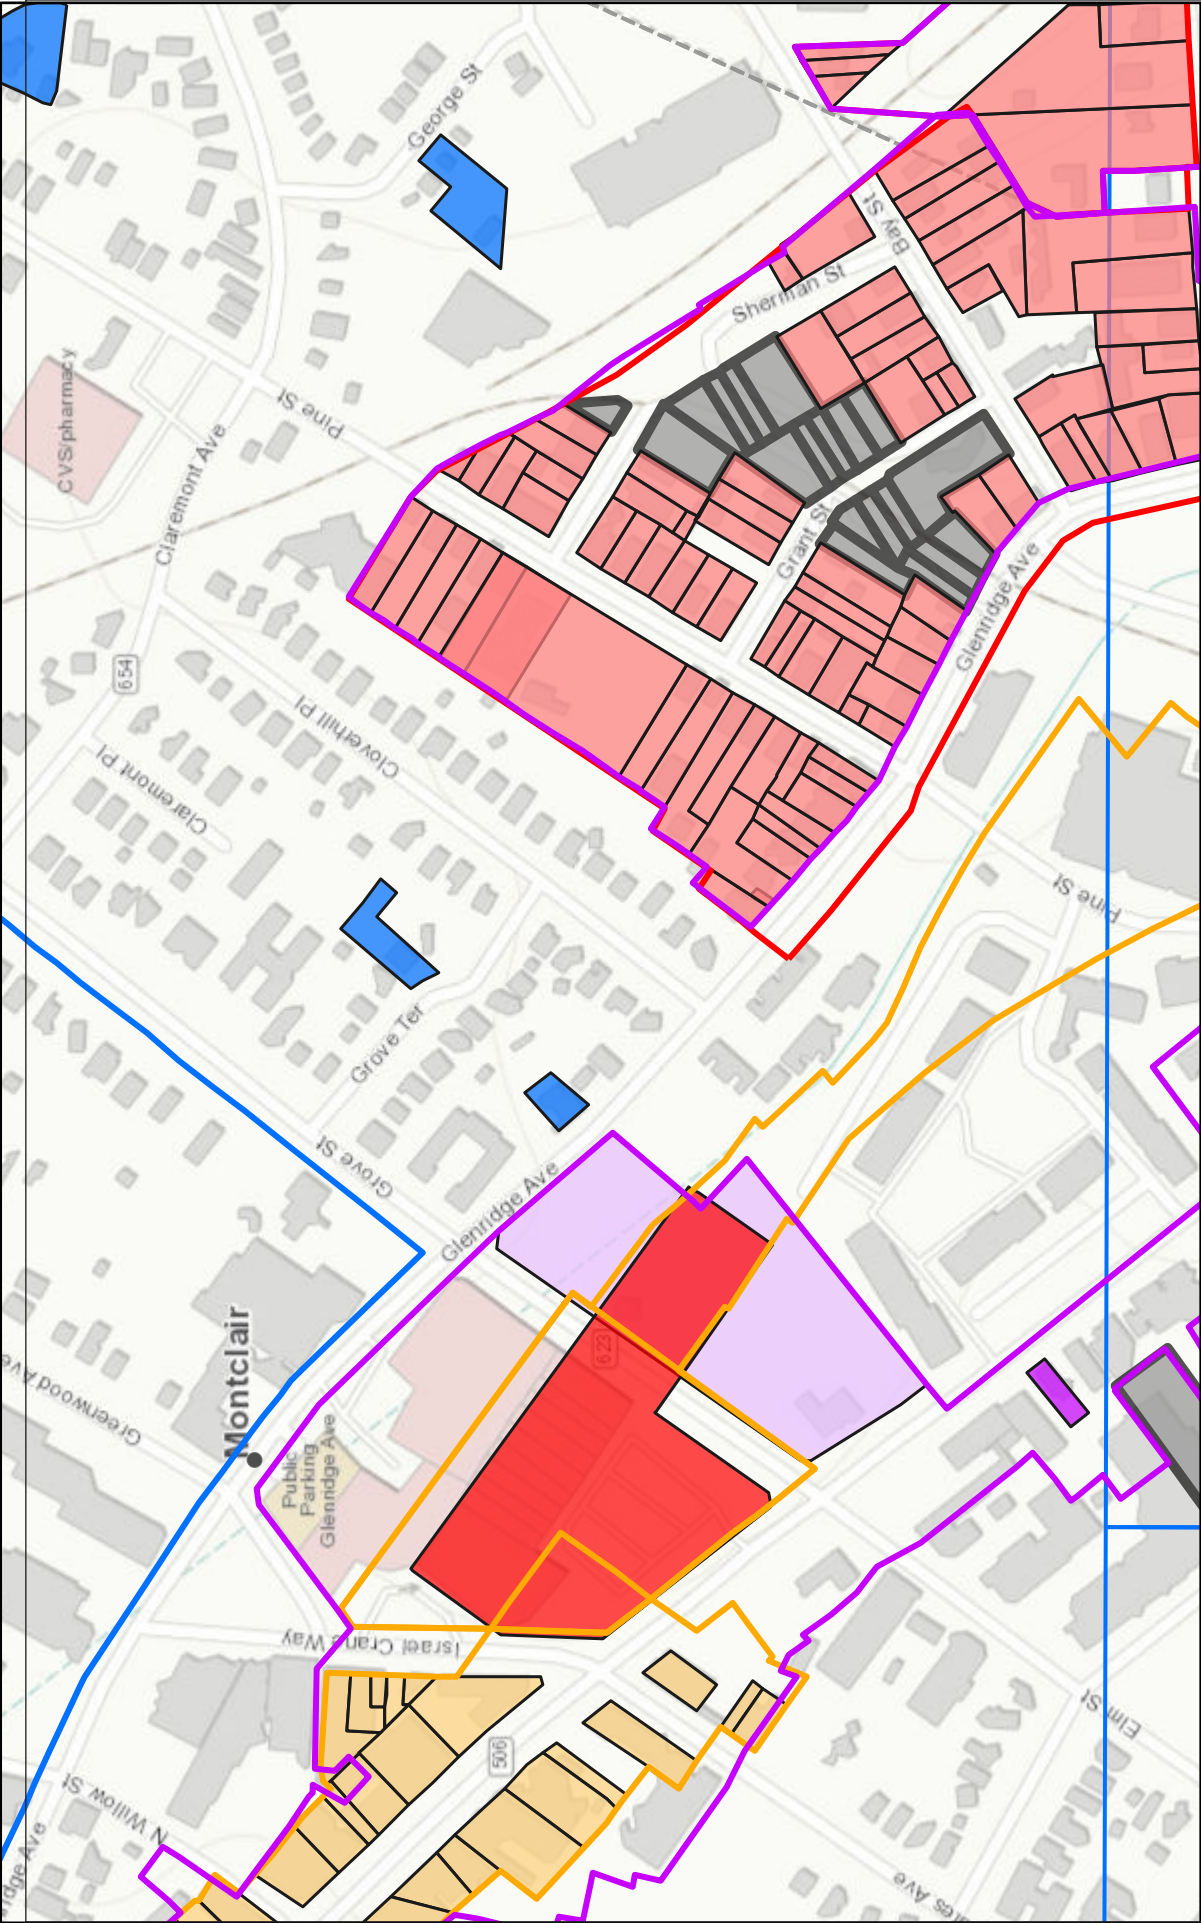 George St
Bay St
Sherman St
CVS/pharmacy
Pine St
Claremont Ave
Grant St
Glenridge Ave
654
Cloverhill Pl
Claremont Pl
Pine St
Grove Ter
Grove St
Glenridge Ave
623
Montclair
Greenwood Ave
Public
Parking
Glenridge Ave
Israel Crane Way
506
Elm St
N Willow St